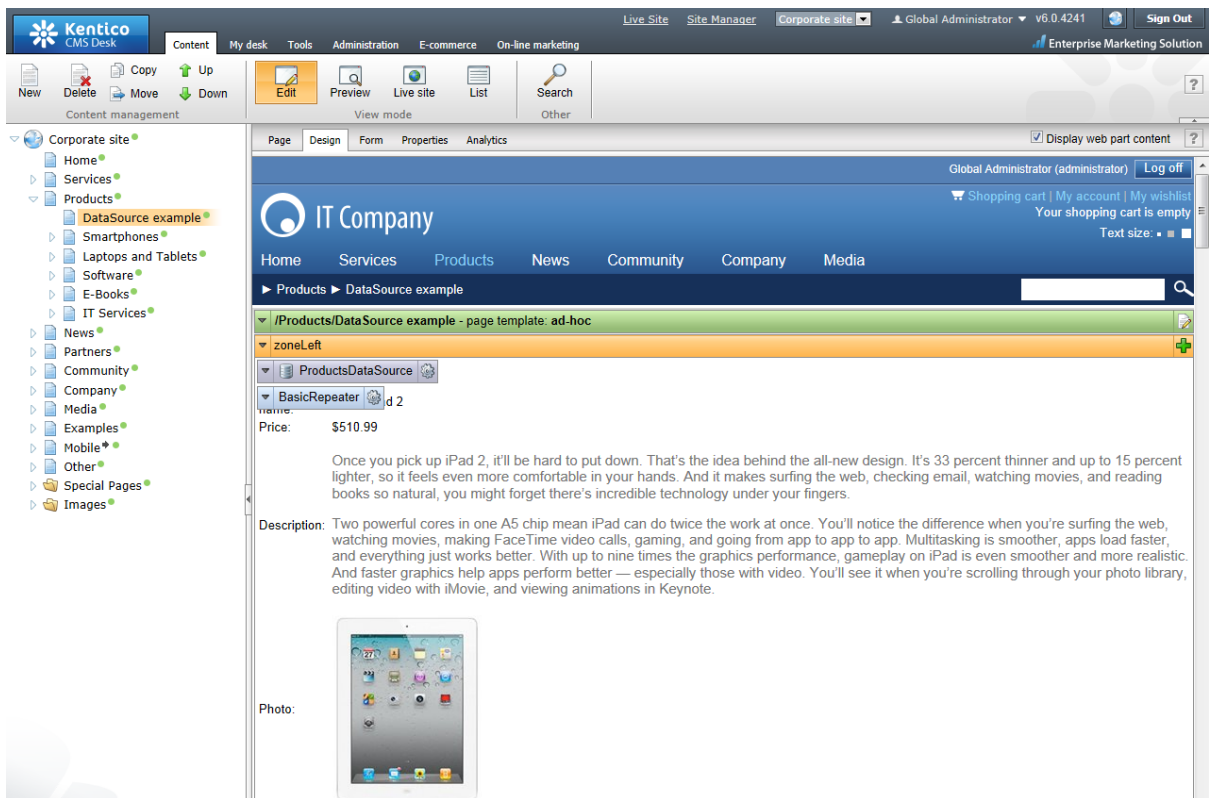 Kentico
CMS Desk
Live Site Site Manager Corporate site Global Administrator v6.0.4241 Sign Out
Content My desk Tools Administration E-commerce On-line marketing Enterprise Marketing Solution
New Delete Copy Move Up Down
Content management
Edit Preview Live site List
View mode
Search
Other
?
Corporate site
Home
Services
Products
DataSource example
Smartphones
Laptops and Tablets
Software
E-Books
IT Services
News
Partners
Community
Company
Media
Examples
Mobile
Other
Special Pages
Images
Page Design Form Properties Analytics Display web part content ?
Global Administrator (administrator) Log off
Shopping cart | My account | My wishlist
Your shopping cart is empty
Text size:
IT Company
Home Services Products News Community Company Media
► Products ► DataSource example
/Products/DataSource example - page template: ad-hoc
zoneLeft
ProductsDataSource
BasicRepeater d 2
name:
Price: $510.99
Once you pick up iPad 2, it'll be hard to put down. That's the idea behind the all-new design. It's 33 percent thinner and up to 15 percent
lighter, so it feels even more comfortable in your hands. And it makes surfing the web, checking email, watching movies, and reading
books so natural, you might forget there's incredible technology under your fingers.
Description: Two powerful cores in one A5 chip mean iPad can do twice the work at once. You'll notice the difference when you're surfing the web,
watching movies, making FaceTime video calls, gaming, and going from app to app to app. Multitasking is smoother, apps load faster,
and everything just works better. With up to nine times the graphics performance, gameplay on iPad is even smoother and more realistic.
And faster graphics help apps perform better — especially those with video. You'll see it when you're scrolling through your photo library,
editing video with iMovie, and viewing animations in Keynote.
Photo:
27